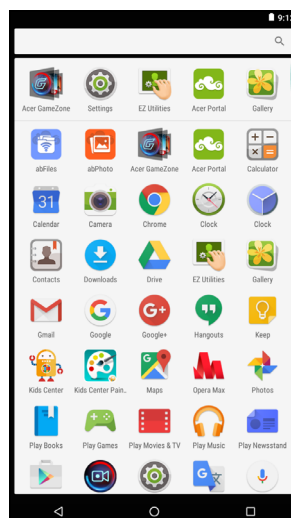 9:12
Acer GameZone Settings EZ Utilities Acer Portal Gallery
abFiles abPhoto Acer GameZone Acer Portal Calculator
31
Calendar Camera Chrome Clock Clock
Contacts Downloads Drive EZ Utilities Gallery
G+
Gmail Google Google+ Hangouts Keep
Kids Center Kids Center Pain.. Maps Opera Max Photos
Play Books Play Games Play Movies & TV Play Music Play Newsstand